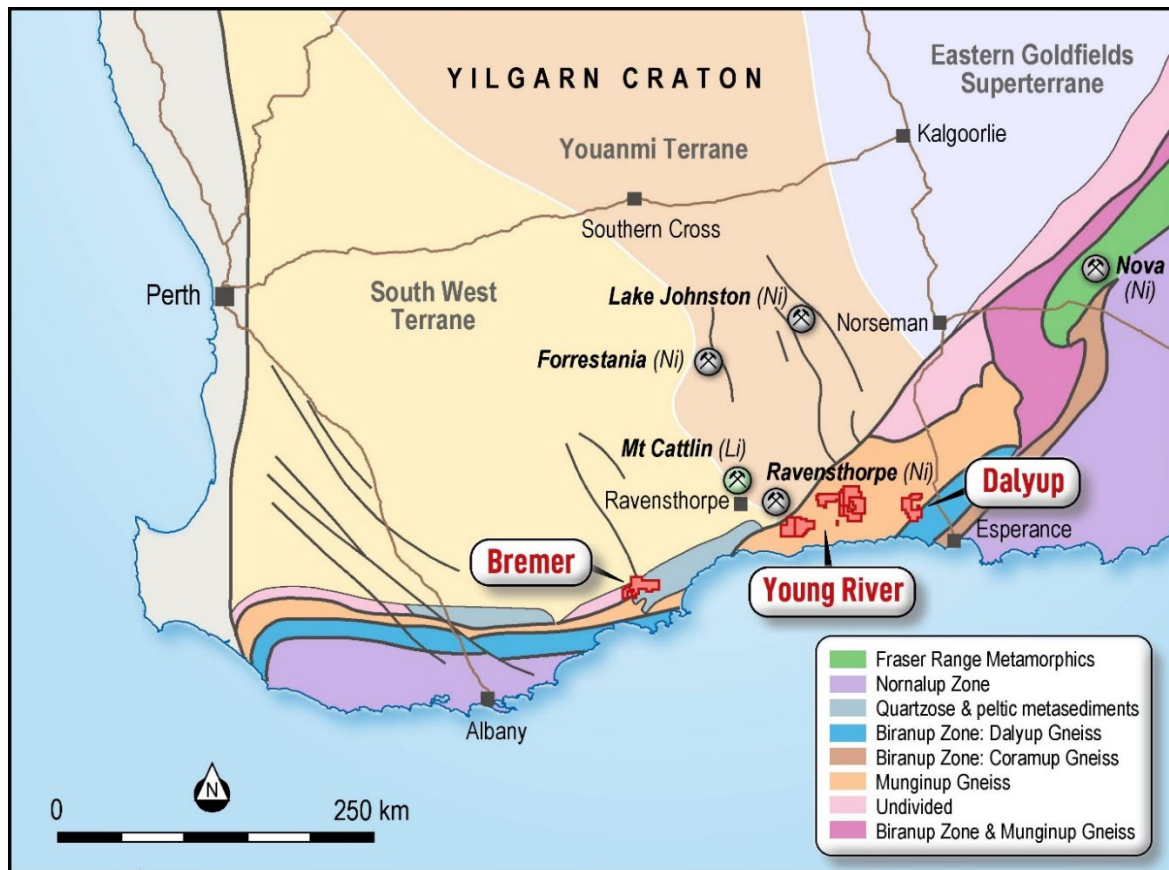 YILGARN CRATON
Eastern Goldfields
Superterrane
Kalgoorlie
Youanmi Terrane
Southern Cross
Nova
(Ni)
Perth
South West
Terrane
Lake Johnston (Ni)
Norseman
Forrestania (Ni)
Mt Cattlin (Li)
Ravensthorpe (Ni)
Ravensthorpe
Dalyup
Esperance
Bremer
Young River
Albany
Fraser Range Metamorphics
Nornalup Zone
Quartzose & peltic metasediments
Biranup Zone: Dalyup Gneiss
Biranup Zone: Coramup Gneiss
Munginup Gneiss
Undivided
Biranup Zone & Munginup Gneiss
N
0 250 km